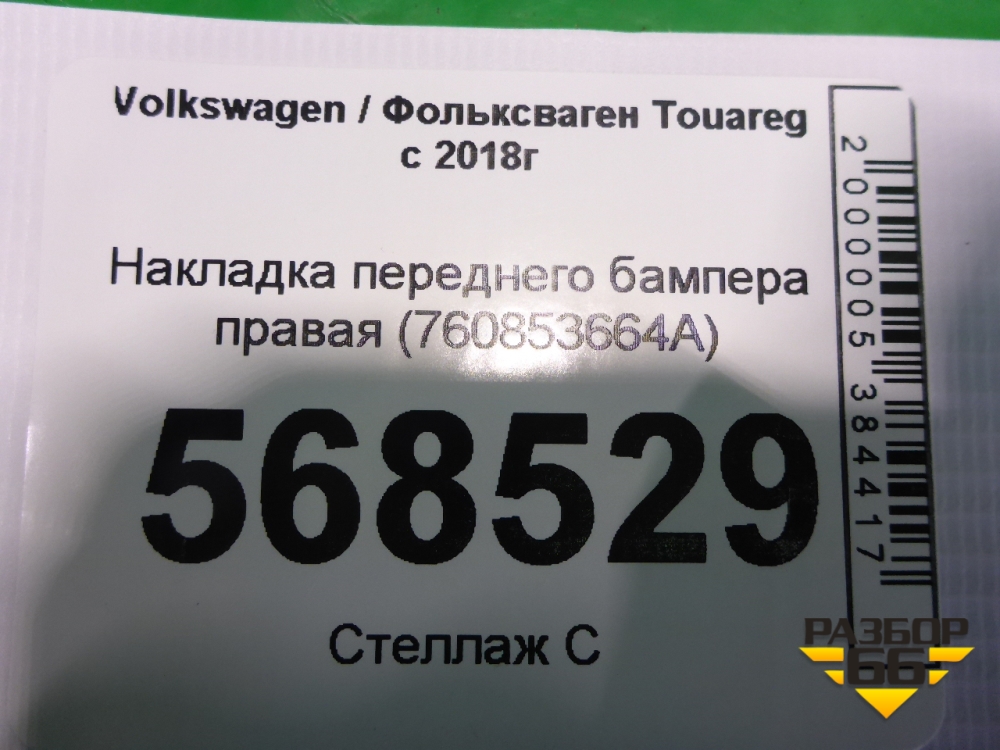 Volkswagen / Фольксваген Touareg
с 2018г
Накладка переднего бампера
правая (760853664A)
568529
Стеллаж С
2000005384417
РАЗБОР
66